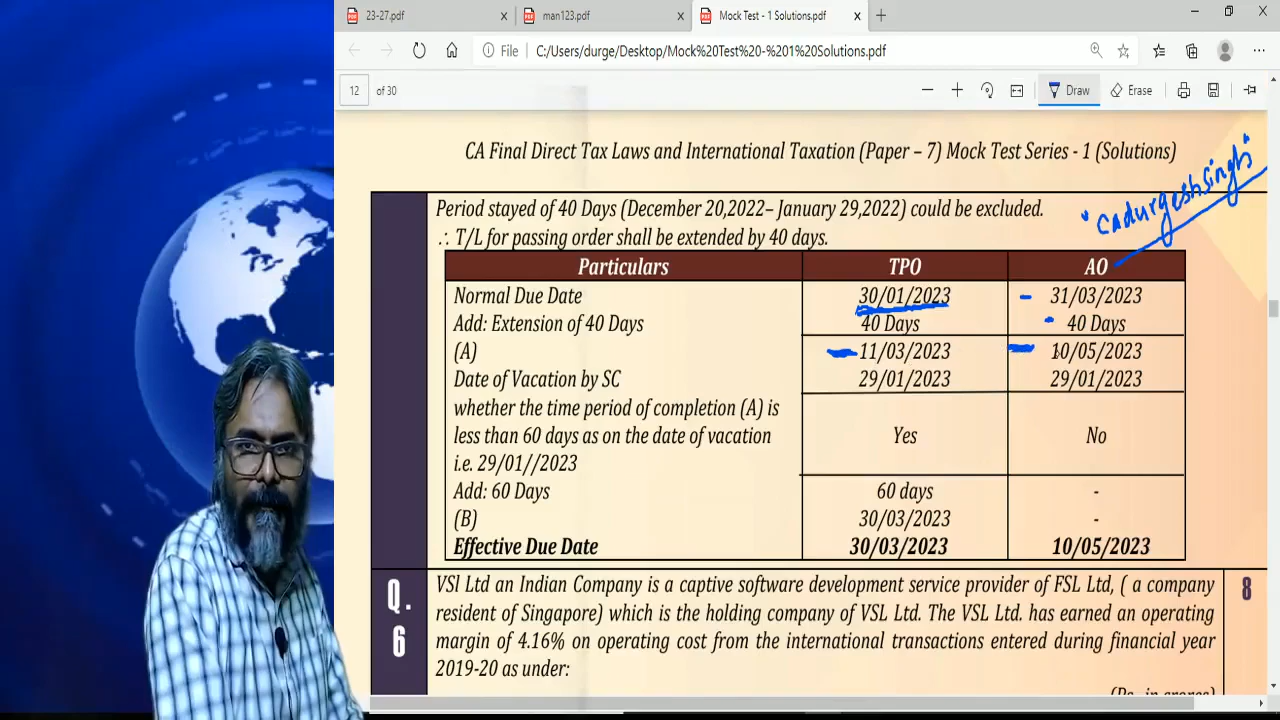 23-27.pdf
man123.pdf
Mock Test - 1 Solutions.pdf
File
C:/Users/durge/Desktop/Mock%20Test%20-%201%20Solutions.pdf
12 of 30
Draw
Erase
CA Final Direct Tax Laws and International Taxation (Paper – 7) Mock Test Series - 1 (Solutions)
"cadurgeshsingh"
Period stayed of 40 Days (December 20,2022– January 29,2022) could be excluded.
∴ T/L for passing order shall be extended by 40 days.
Particulars TPO AO
Normal Due Date 30/01/2023 31/03/2023
Add: Extension of 40 Days 40 Days 40 Days
(A) 11/03/2023 10/05/2023
Date of Vacation by SC 29/01/2023 29/01/2023
whether the time period of completion (A) is
less than 60 days as on the date of vacation Yes No
i.e. 29/01//2023
Add: 60 Days 60 days -
(B) 30/03/2023 -
Effective Due Date 30/03/2023 10/05/2023
Q. 6
VSl Ltd an Indian Company is a captive software development service provider of FSL Ltd, ( a company 8
resident of Singapore) which is the holding company of VSL Ltd. The VSL Ltd. has earned an operating
margin of 4.16% on operating cost from the international transactions entered during financial year
2019-20 as under: